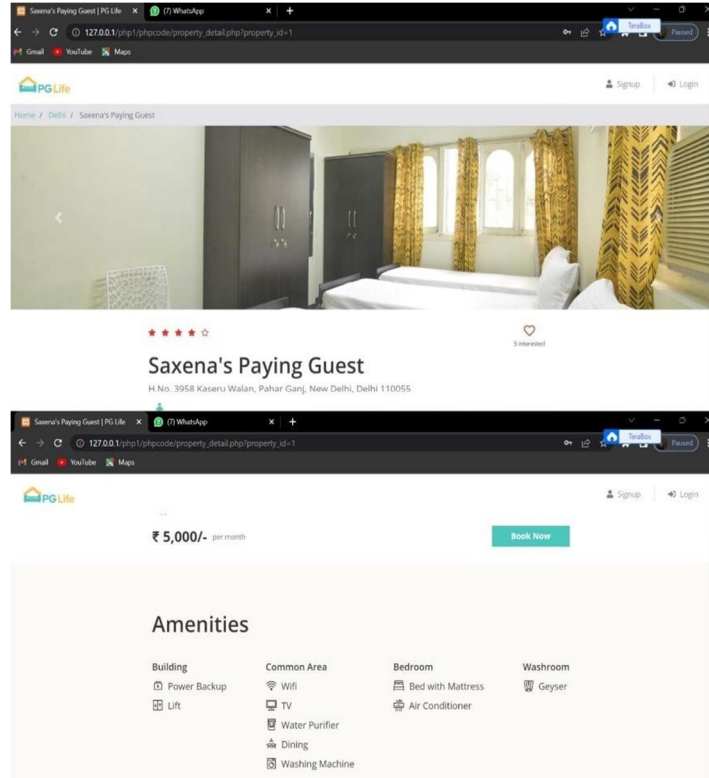 Saxena's Paying Guest | PG Life
(7) WhatsApp
TeraBox
127.0.0.1/php1/phpcode/property_detail.php?property_id=1
Paused
Gmail YouTube Maps
PG Life
Signup Login
Home / Delhi / Saxena's Paying Guest
5 interested
Saxena's Paying Guest
H.No. 3958 Kaseru Walan, Pahar Ganj, New Delhi, Delhi 110055
Saxena's Paying Guest | PG Life
(7) WhatsApp
TeraBox
127.0.0.1/php1/phpcode/property_detail.php?property_id=1
Paused
Gmail YouTube Maps
PG Life
Signup Login
₹ 5,000/- per month
Book Now
Amenities
Building
Power Backup
Lift
Common Area
Wifi
TV
Water Purifier
Dining
Washing Machine
Bedroom
Bed with Mattress
Air Conditioner
Washroom
Geyser